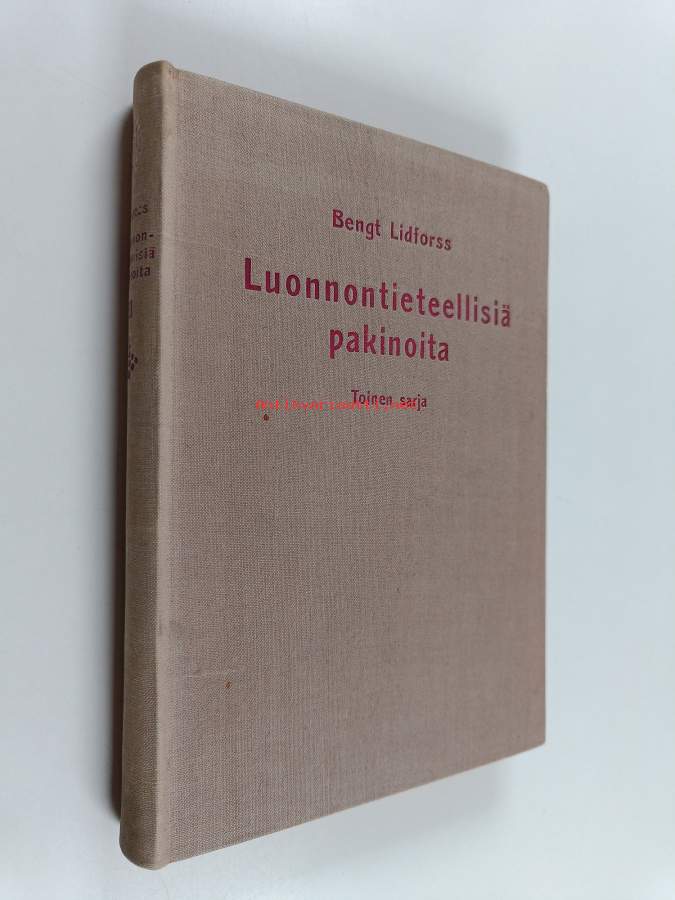 Bengt Lidforss
Luonnontieteellisiä
pakinoita
Toinen sarja